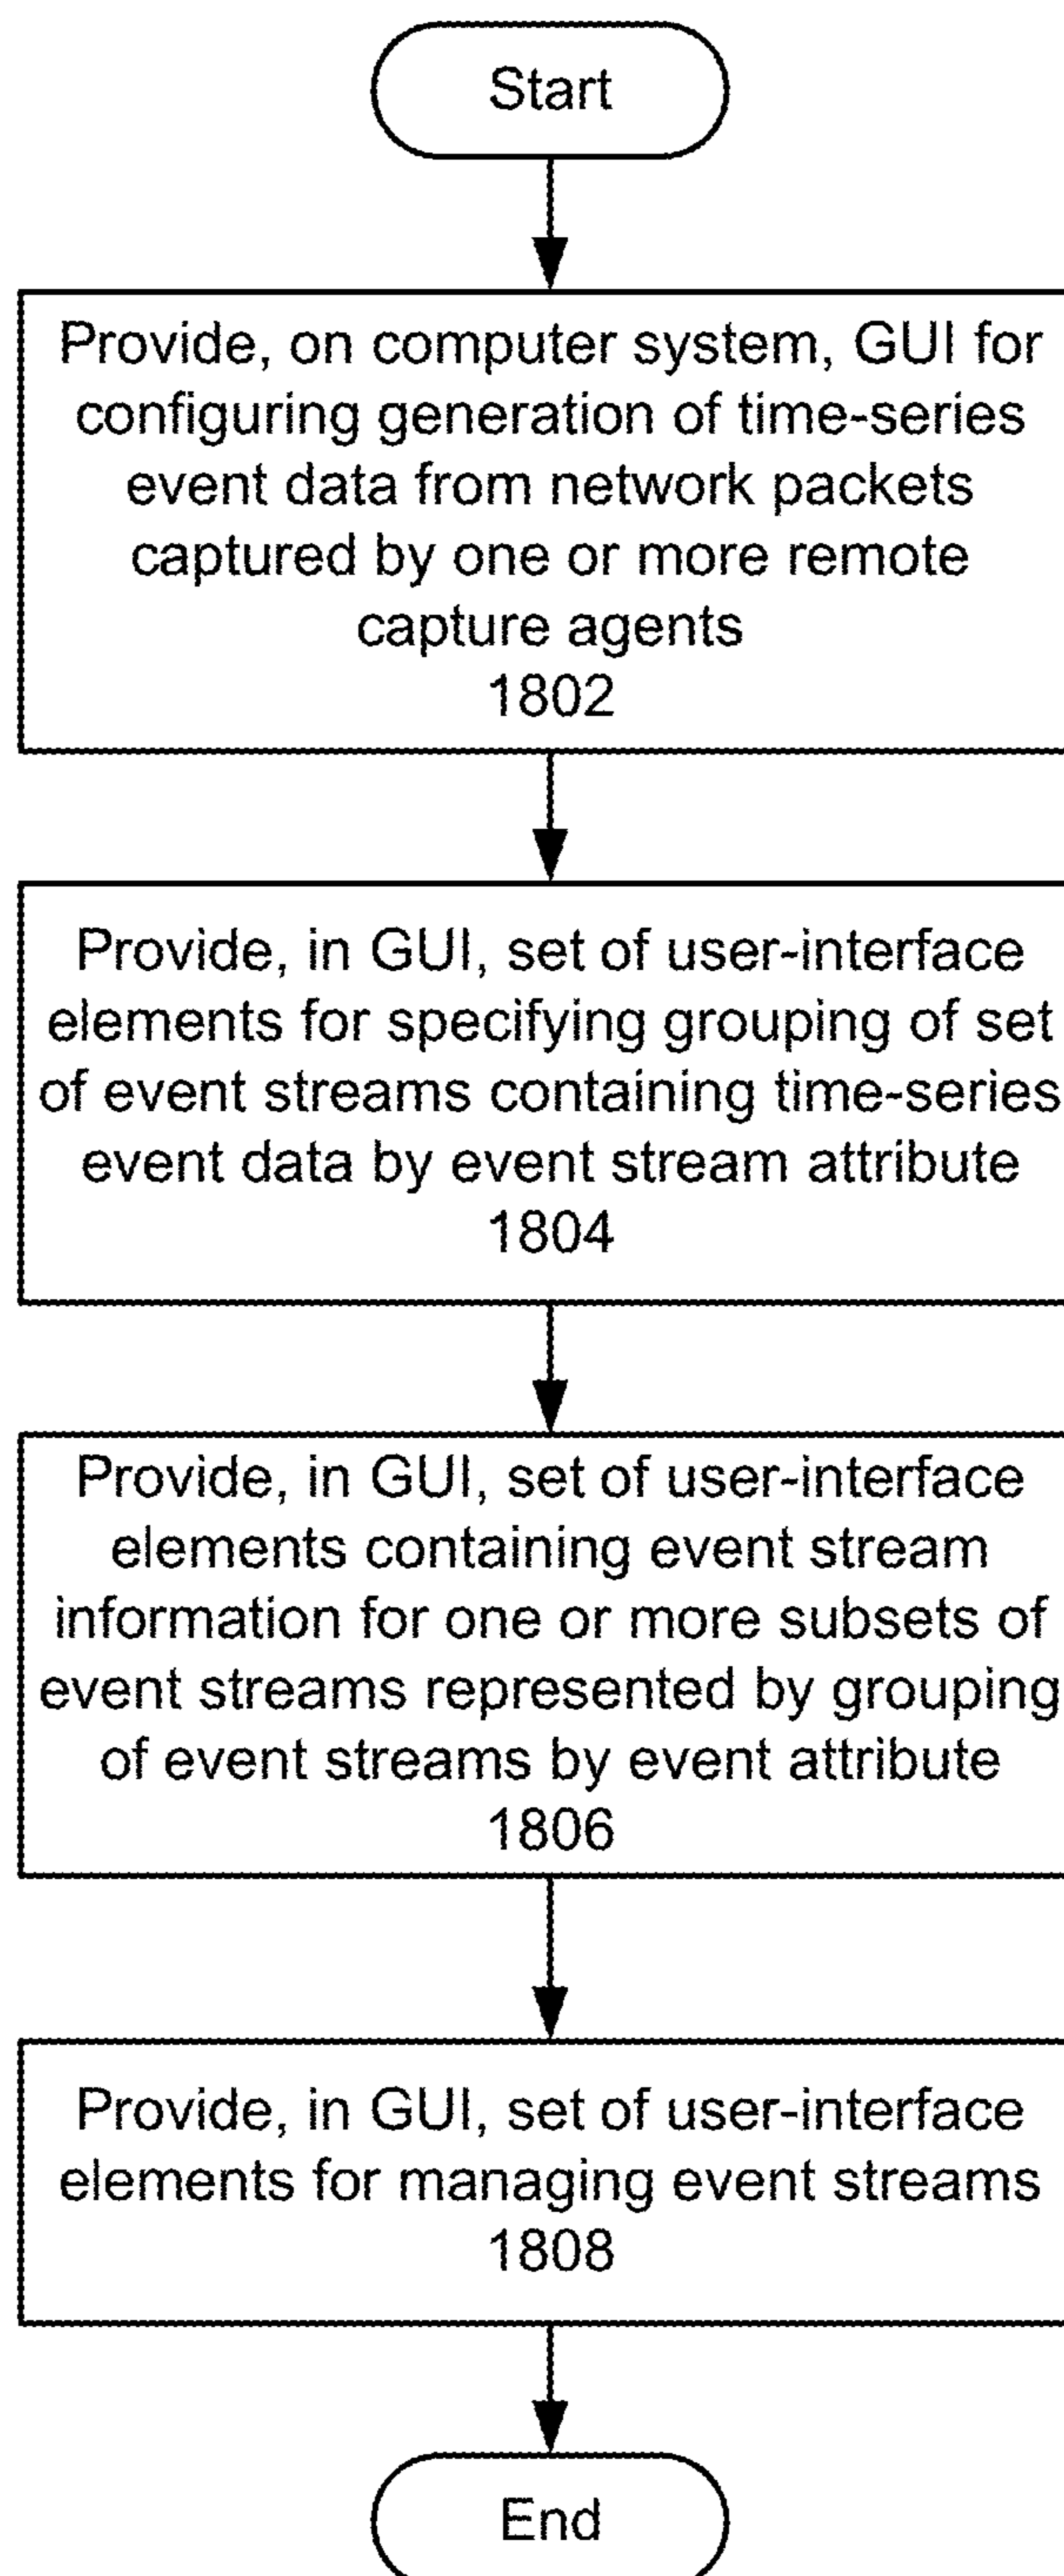 Start
Provide, on computer system, GUI for
configuring generation of time-series
event data from network packets
captured by one or more remote
capture agents
1802
Provide, in GUI, set of user-interface
elements for specifying grouping of set
of event streams containing time-series
event data by event stream attribute
1804
Provide, in GUI, set of user-interface
elements containing event stream
information for one or more subsets of
event streams represented by grouping
of event streams by event attribute
1806
Provide, in GUI, set of user-interface
elements for managing event streams
1808
End